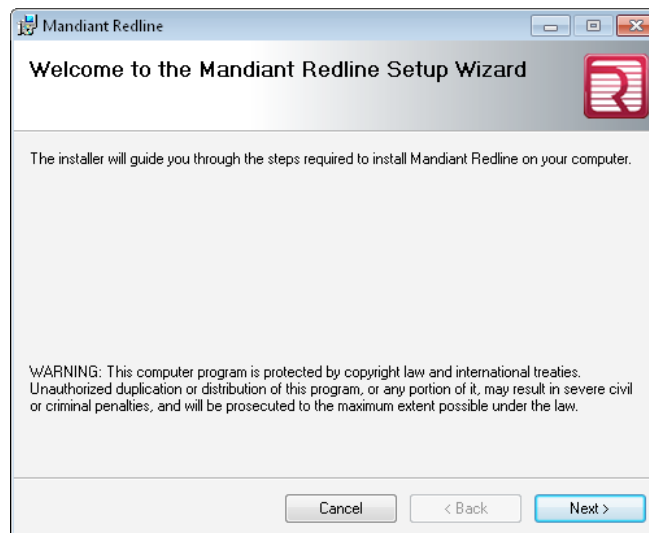 Mandiant Redline
Welcome to the Mandiant Redline Setup Wizard
R
The installer will guide you through the steps required to install Mandiant Redline on your computer.
WARNING: This computer program is protected by copyright law and international treaties.
Unauthorized duplication or distribution of this program, or any portion of it, may result in severe civil
or criminal penalties, and will be prosecuted to the maximum extent possible under the law.
Cancel < Back Next >